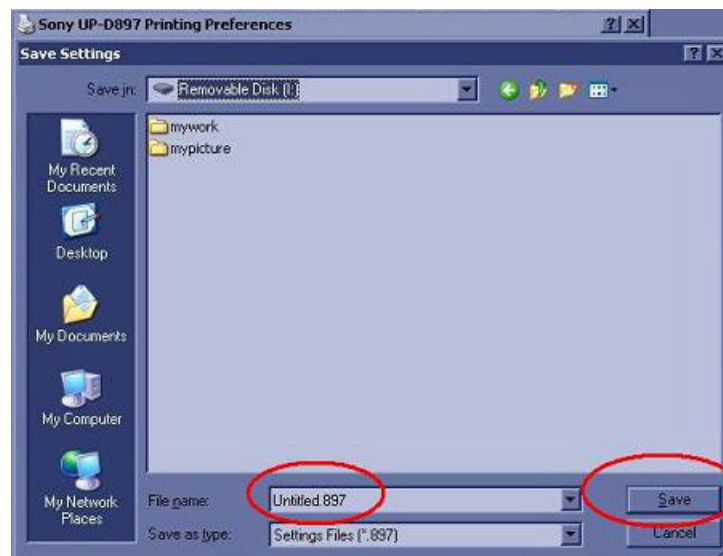 Sony UP-D897 Printing Preferences
Save Settings
Save in:
Removable Disk (I:)
mywork
mypicture
My Recent
Documents
Desktop
My Documents
My Computer
My Network
Places
File name:
Untitled.897
Save
Save as type:
Settings Files (*.897)
Cancel